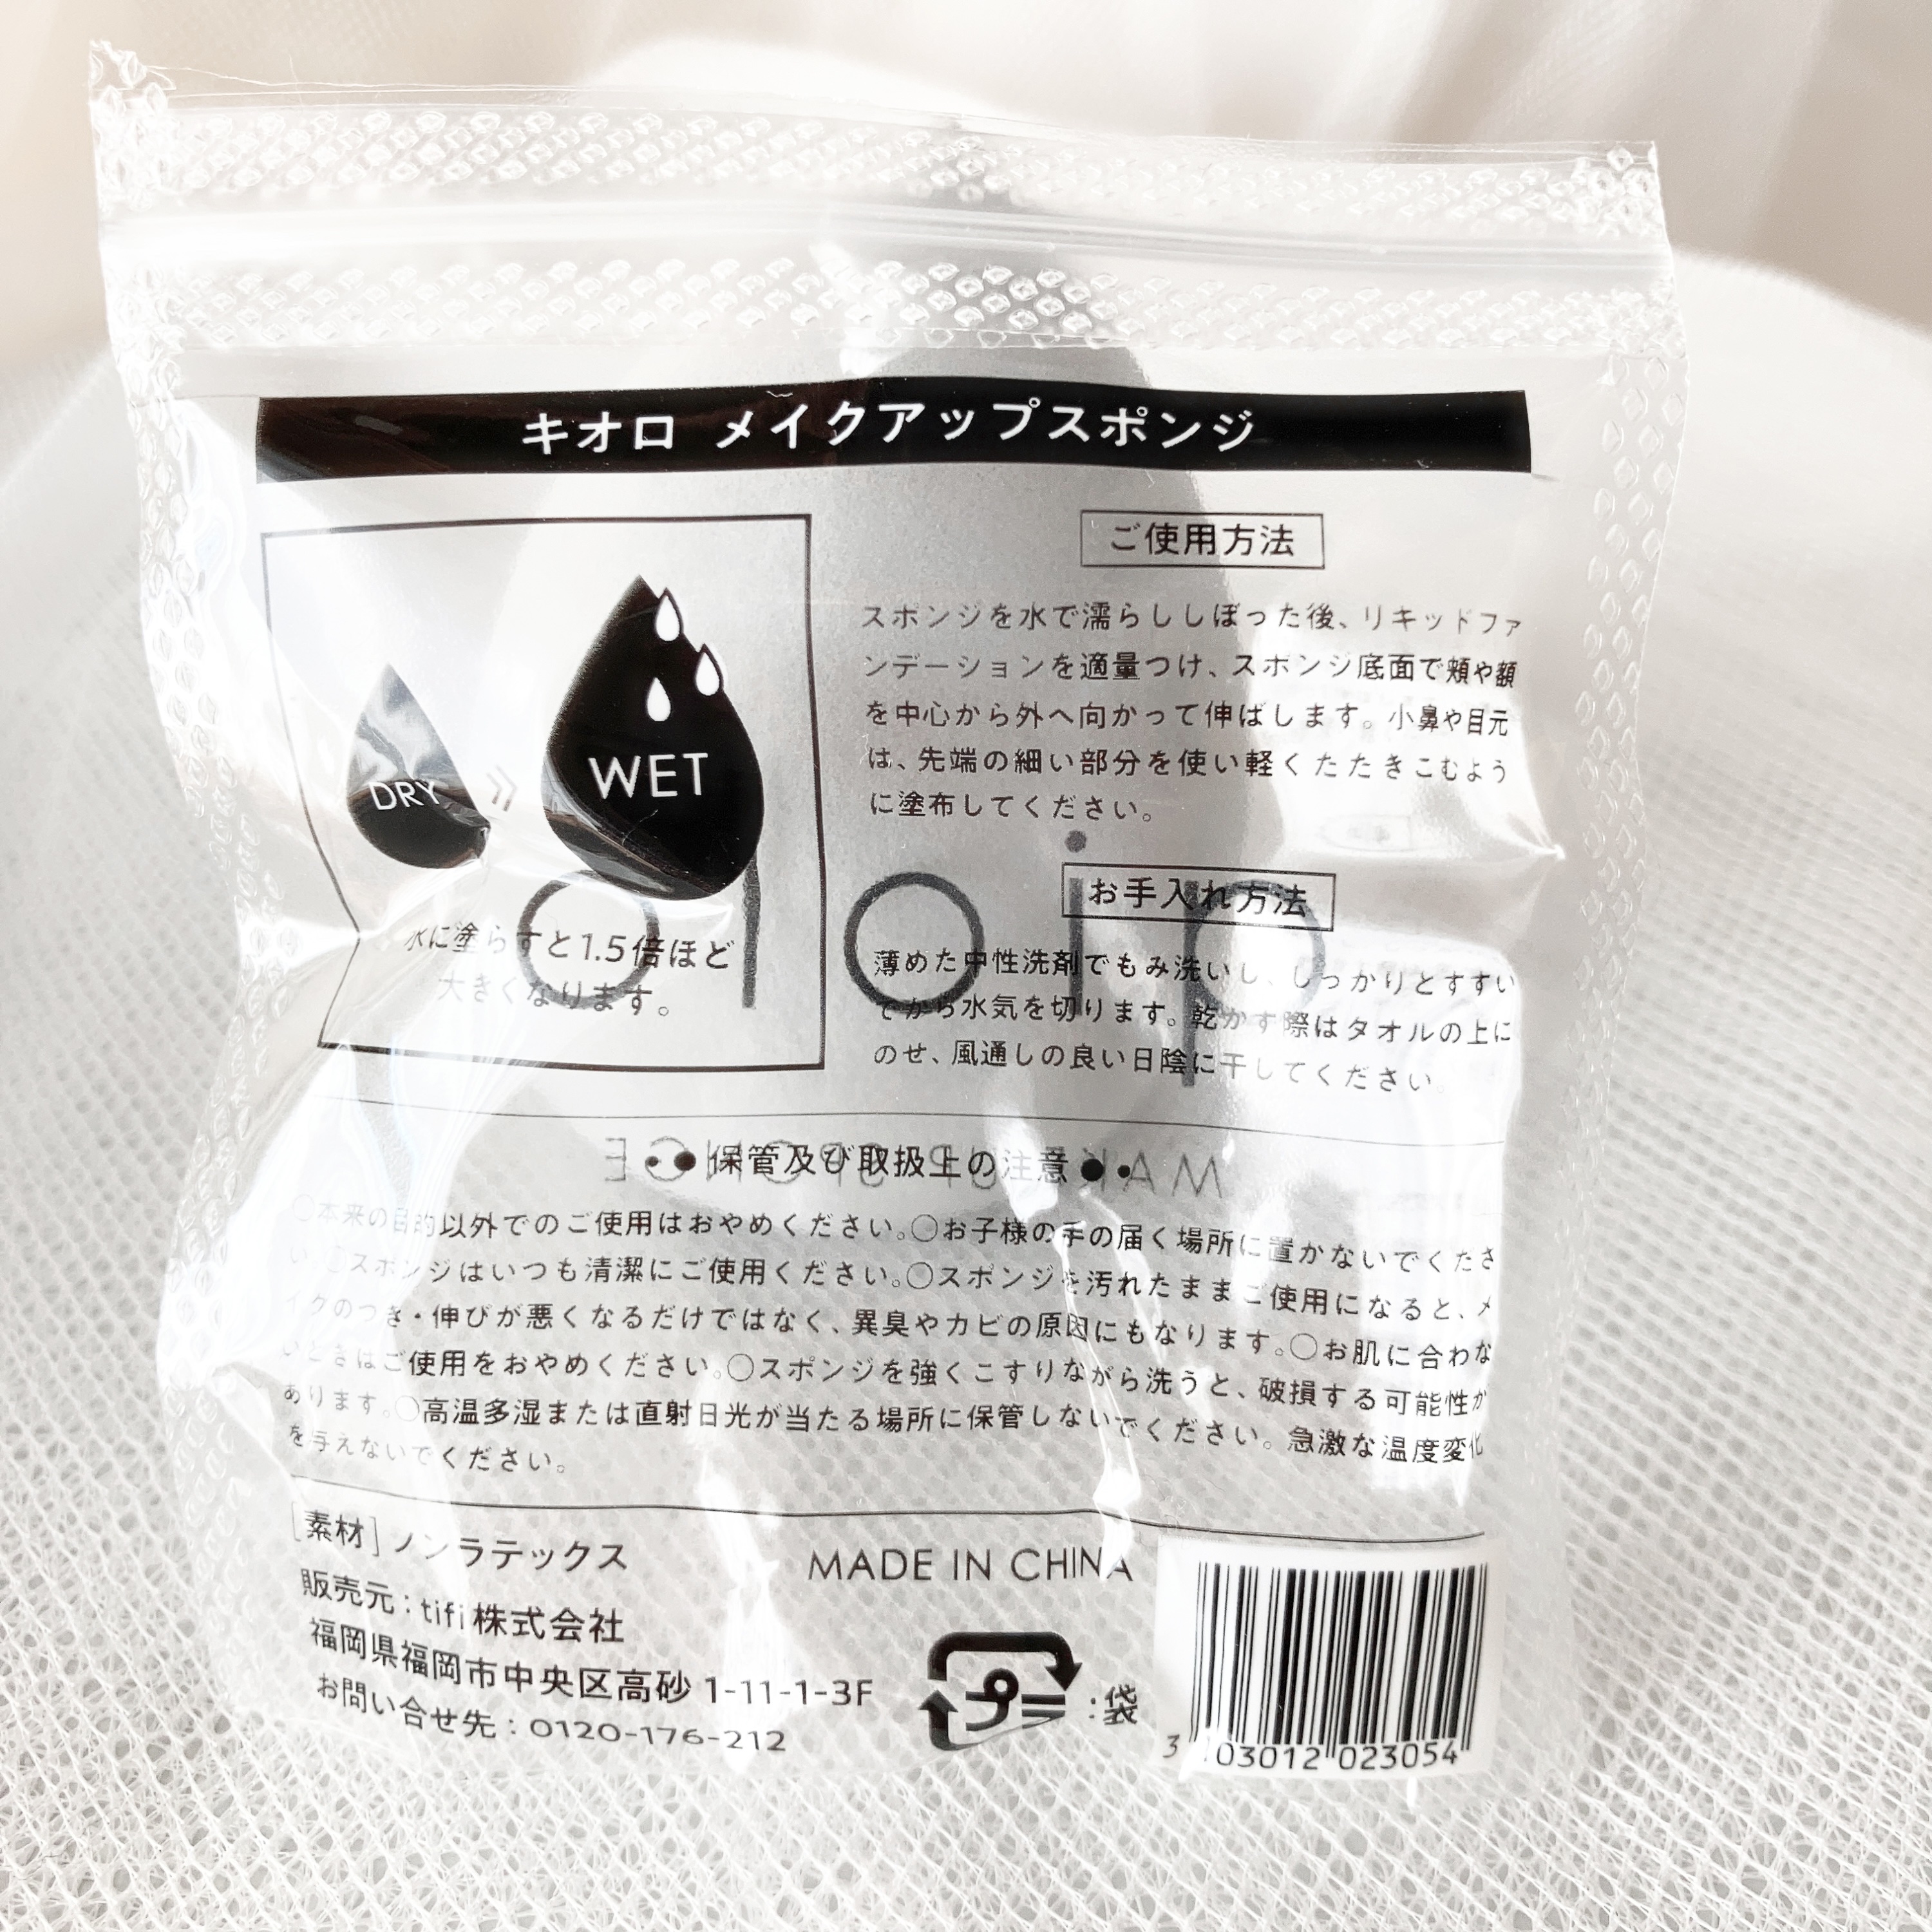 キオロ メイクアップスポンジ
DRY
WET
水に塗らすと1.5倍ほど
大きくなります。
ご使用方法
スポンジを水で濡らししぼった後、リキッドファ
ンデーションを適量つけ、スポンジ底面で頬や額
を中心から外へ向かって伸ばします。小鼻や目元
は、先端の細い部分を使い軽くたたきこむよう
に塗布してください。
お手入れ方法
薄めた中性洗剤でもみ洗いし、しっかりとすすい
でから水気を切ります。乾かす際はタオルの上に
のせ、風通しの良い日陰に干してください。
保管及び取扱上の注意
○本来の目的以外でのご使用はおやめください。○お子様の手の届く場所に置かないでくださ
い。○スポンジはいつも清潔にご使用ください。○スポンジを汚れたままご使用になると、メ
イクのつき・伸びが悪くなるだけではなく、異臭やカビの原因にもなります。○お肌に合わな
いときはご使用をおやめください。○スポンジを強くこすりながら洗うと、破損する可能性が
あります。○高温多湿または直射日光が当たる場所に保管しないでください。急激な温度変化
を与えないでください。
[素材]ノンラテックス
販売元：tifi株式会社
福岡県福岡市中央区高砂 1-11-1-3F
お問い合せ先：0120-176-212
MADE IN CHINA
プラ
：袋
023054